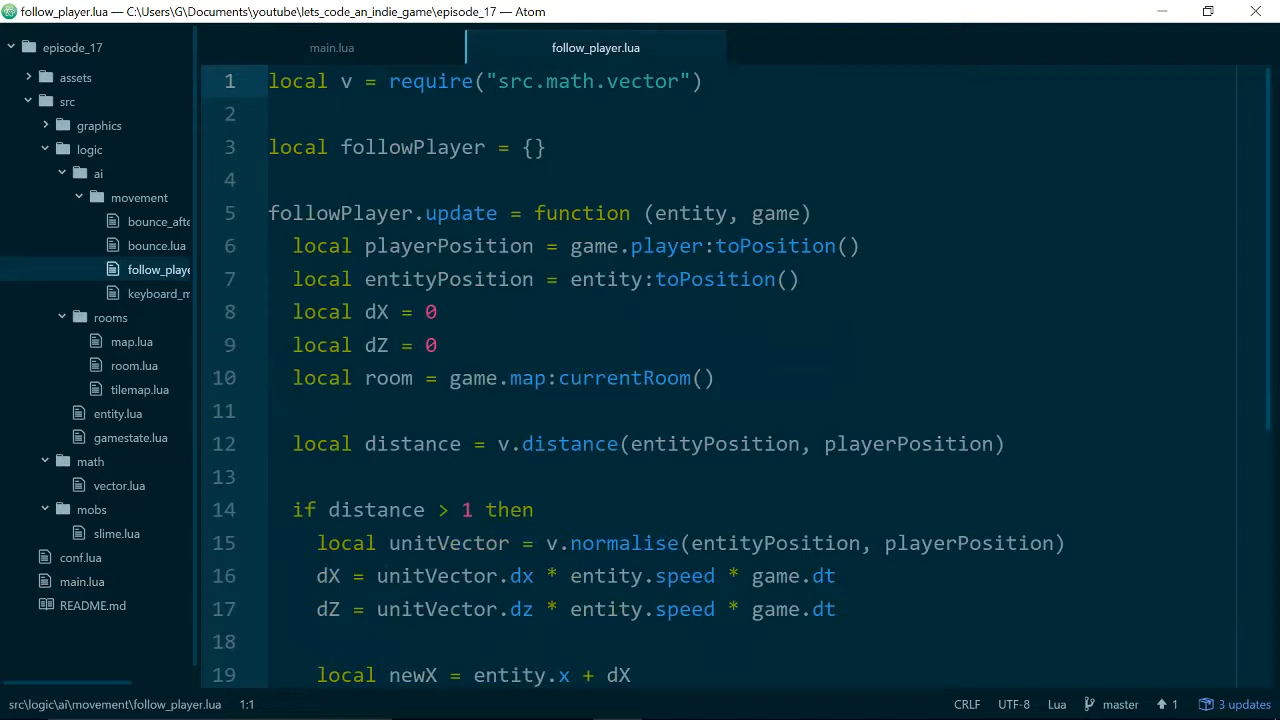 follow_player.lua — C:\Users\G\Documents\youtube\lets_code_an_indie_game\episode_17 — Atom
episode_17
assets
src
graphics
logic
ai
movement
bounce_afte
bounce.lua
follow_playe
keyboard_m
rooms
map.lua
room.lua
tilemap.lua
entity.lua
gamestate.lua
math
vector.lua
mobs
slime.lua
conf.lua
main.lua
README.md
main.lua
follow_player.lua
1 local v = require("src.math.vector")
2
3 local followPlayer = {}
4
5 followPlayer.update = function (entity, game)
6 local playerPosition = game.player:toPosition()
7 local entityPosition = entity:toPosition()
8 local dX = 0
9 local dZ = 0
10 local room = game.map:currentRoom()
11
12 local distance = v.distance(entityPosition, playerPosition)
13
14 if distance > 1 then
15 local unitVector = v.normalise(entityPosition, playerPosition)
16 dX = unitVector.dx * entity.speed * game.dt
17 dZ = unitVector.dz * entity.speed * game.dt
18
19 local newX = entity.x + dX
src\logic\ai\movement\follow_player.lua 1:1 CRLF UTF-8 Lua master 1 3 updates